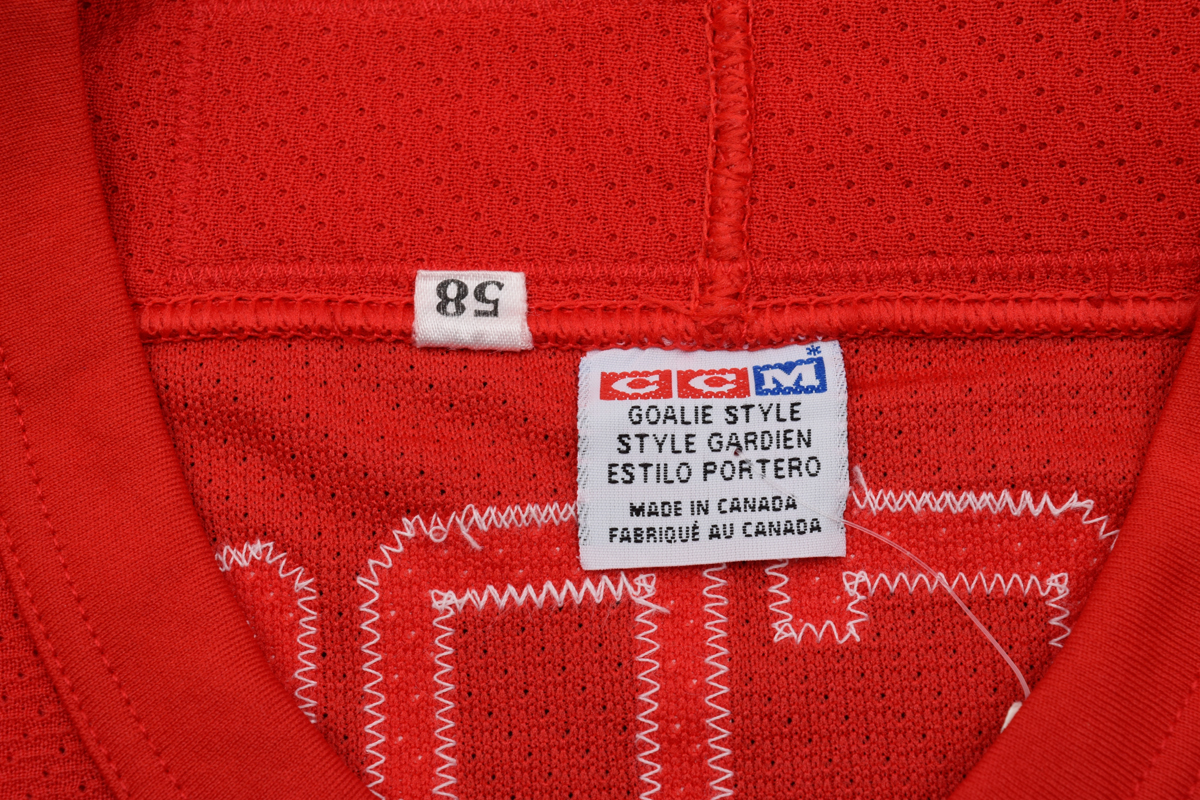 58
CCM*
GOALIE STYLE
STYLE GARDIEN
ESTILO PORTERO
MADE IN CANADA
FABRIQUÉ AU CANADA